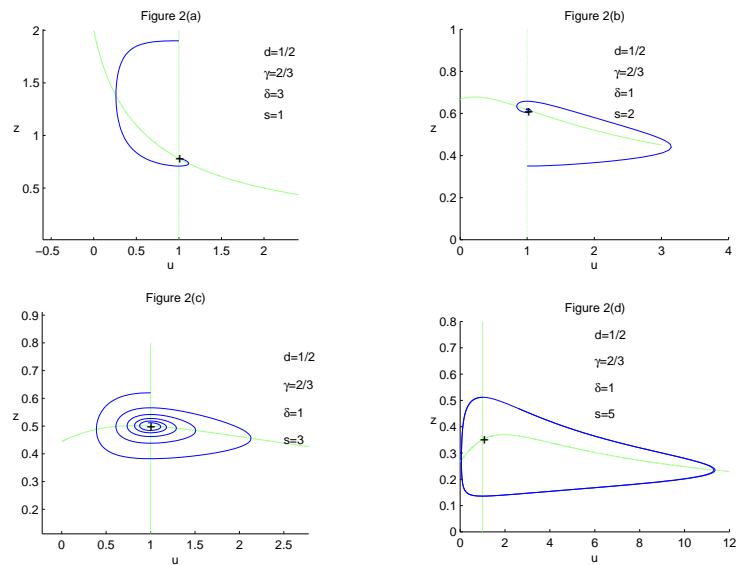 Figure 2(a)
2
1.5
1
0.5
z
d=1/2
γ=2/3
δ=3
s=1
−0.5
0
0.5
1
1.5
2
u
Figure 2(b)
1
0.8
0.6
0.4
0.2
0
z
d=1/2
γ=2/3
δ=1
s=2
0
1
2
3
4
u
Figure 2(c)
0.9
0.8
0.7
0.6
0.5
0.4
0.3
0.2
z
d=1/2
γ=2/3
δ=1
s=3
0
0.5
1
1.5
2
2.5
u
Figure 2(d)
0.8
0.7
0.6
0.5
0.4
0.3
0.2
0.1
0
z
d=1/2
γ=2/3
δ=1
s=5
0
2
4
6
8
10
12
u